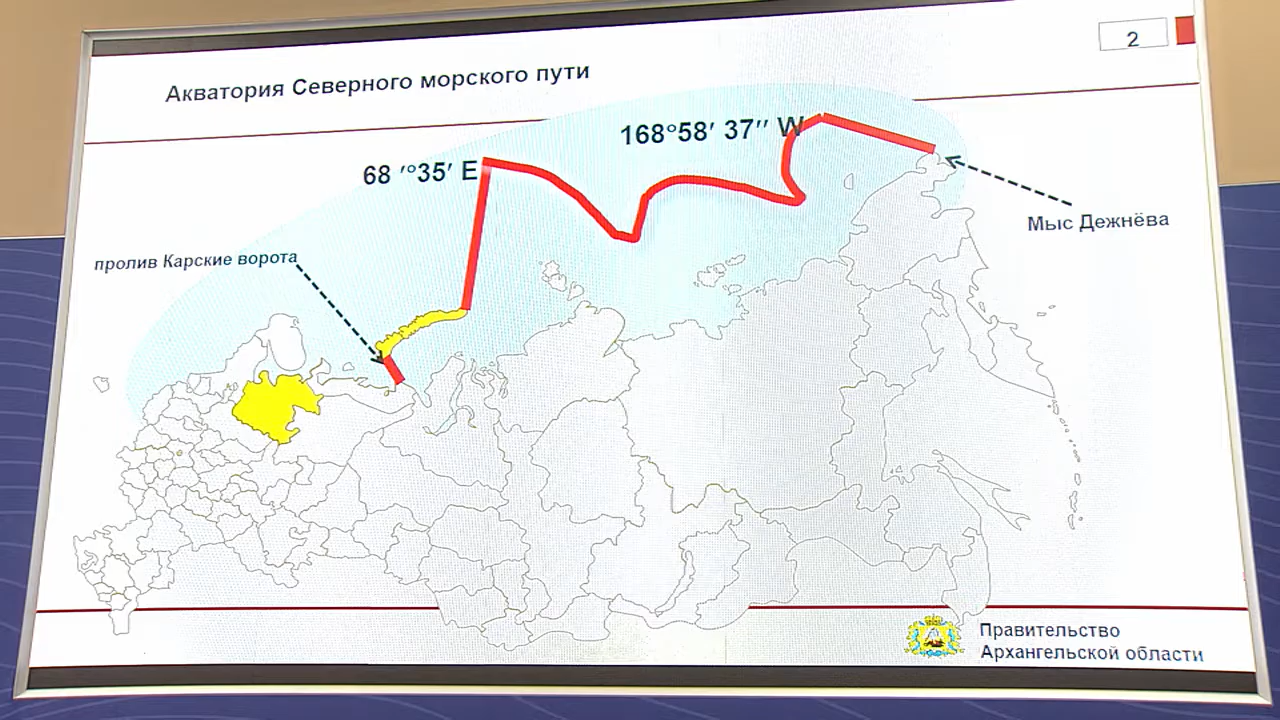 2
Акватория Северного морского пути
168°58′ 37′′ W
68 ′°35′ E
Мыс Дежнёва
пролив Карские ворота
Правительство
Архангельской области